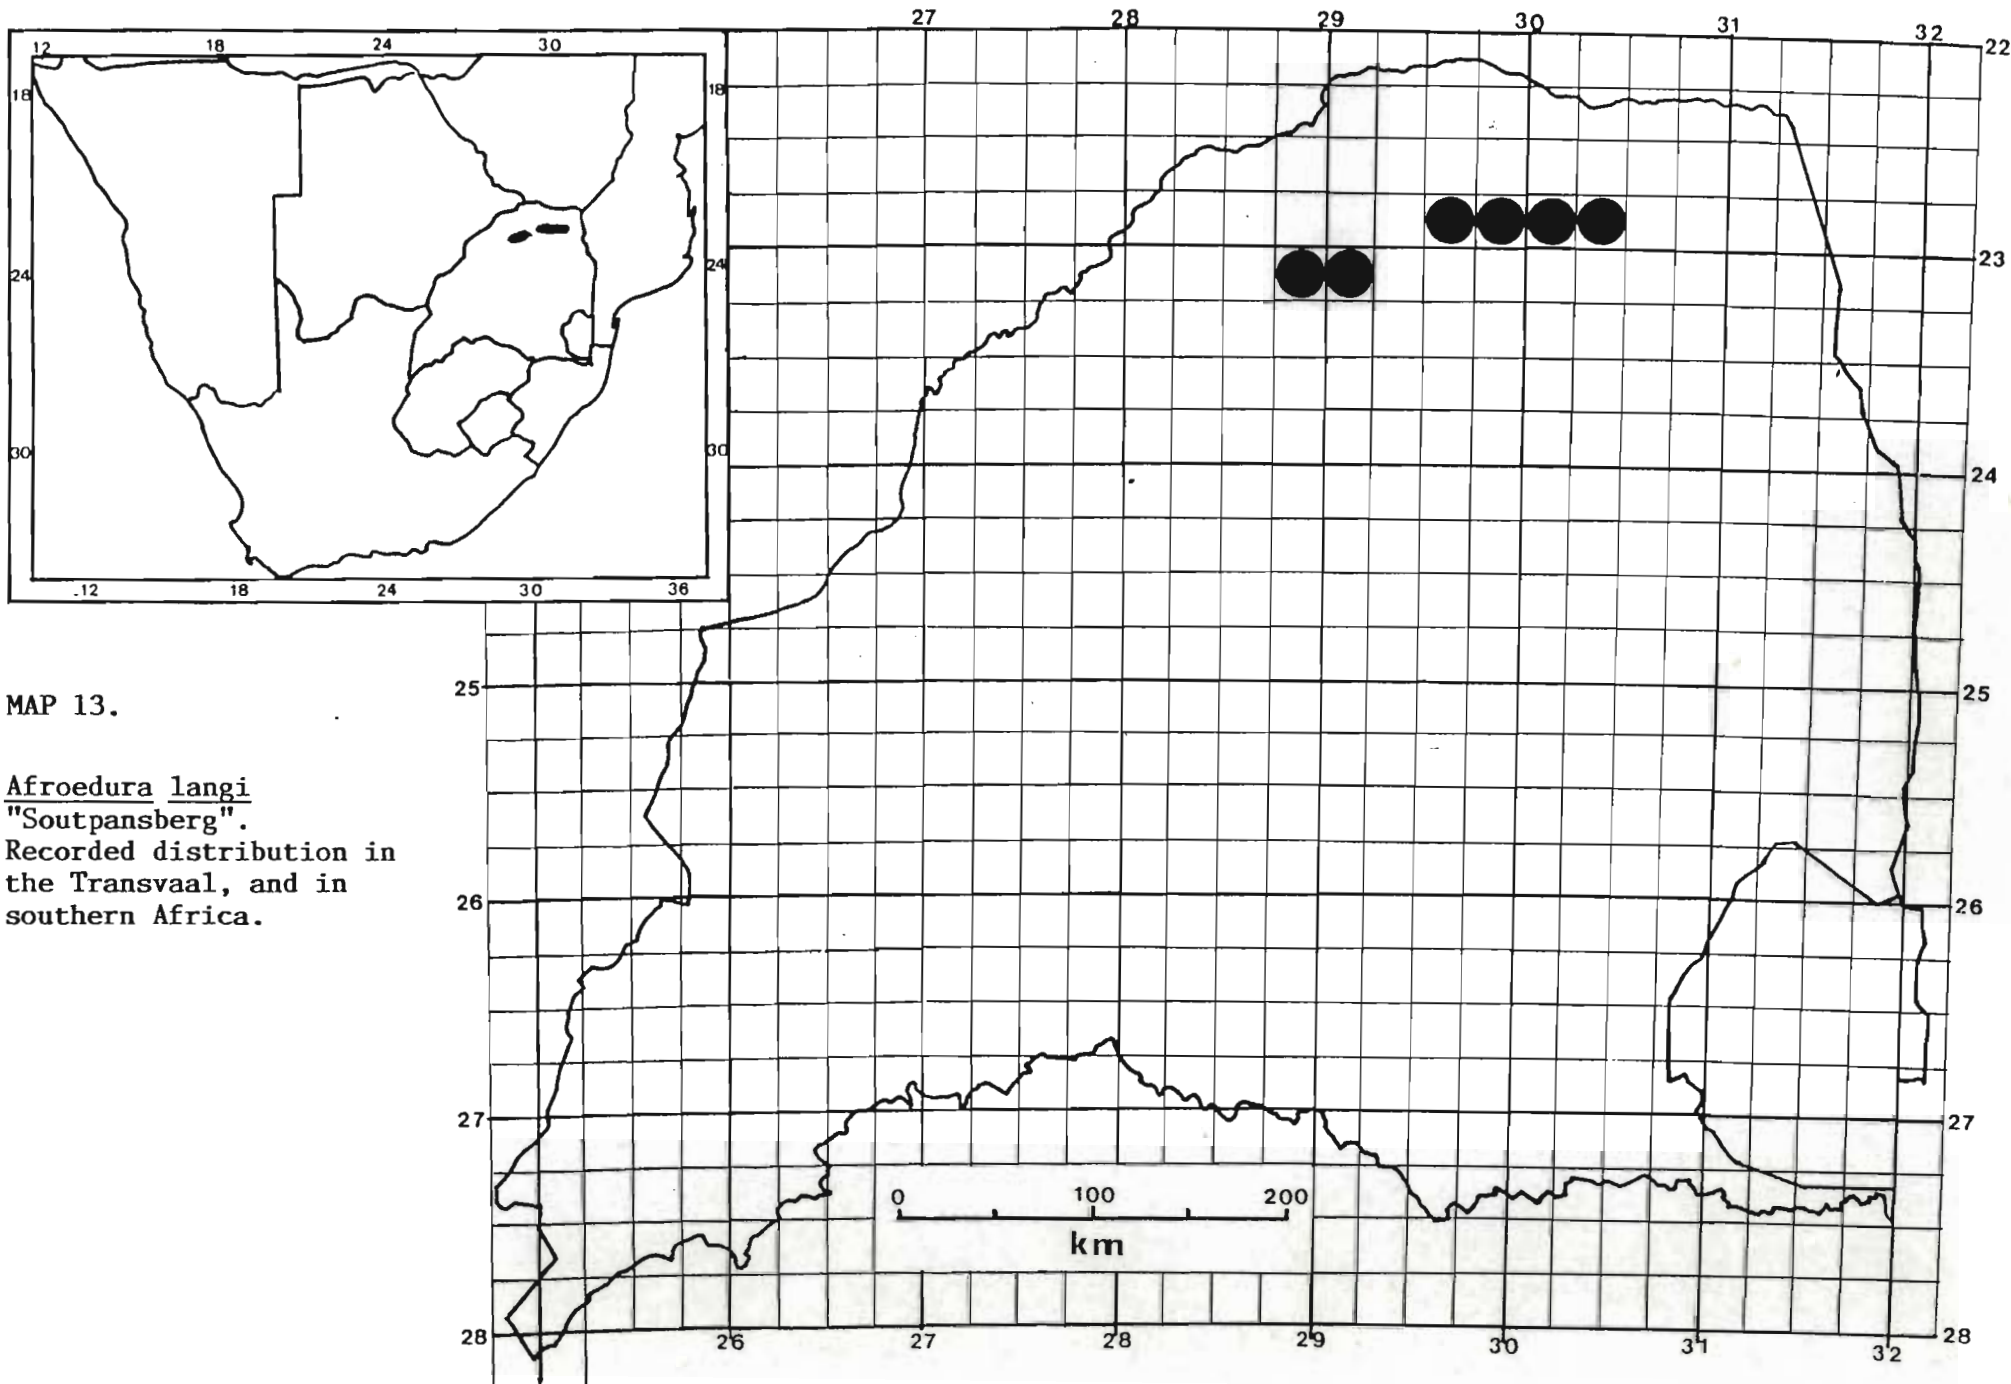 27 28 29 30 31 32
22
12 18 24 30
18 18
24 24
30 30
12 18 24 30 36
23
24
25 25
MAP 13.
Afroedura langi
"Soutpansberg".
Recorded distribution in
the Transvaal, and in
southern Africa.
26 26
27 27
0 100 200
km
28 28
26 27 28 29 30 31 32